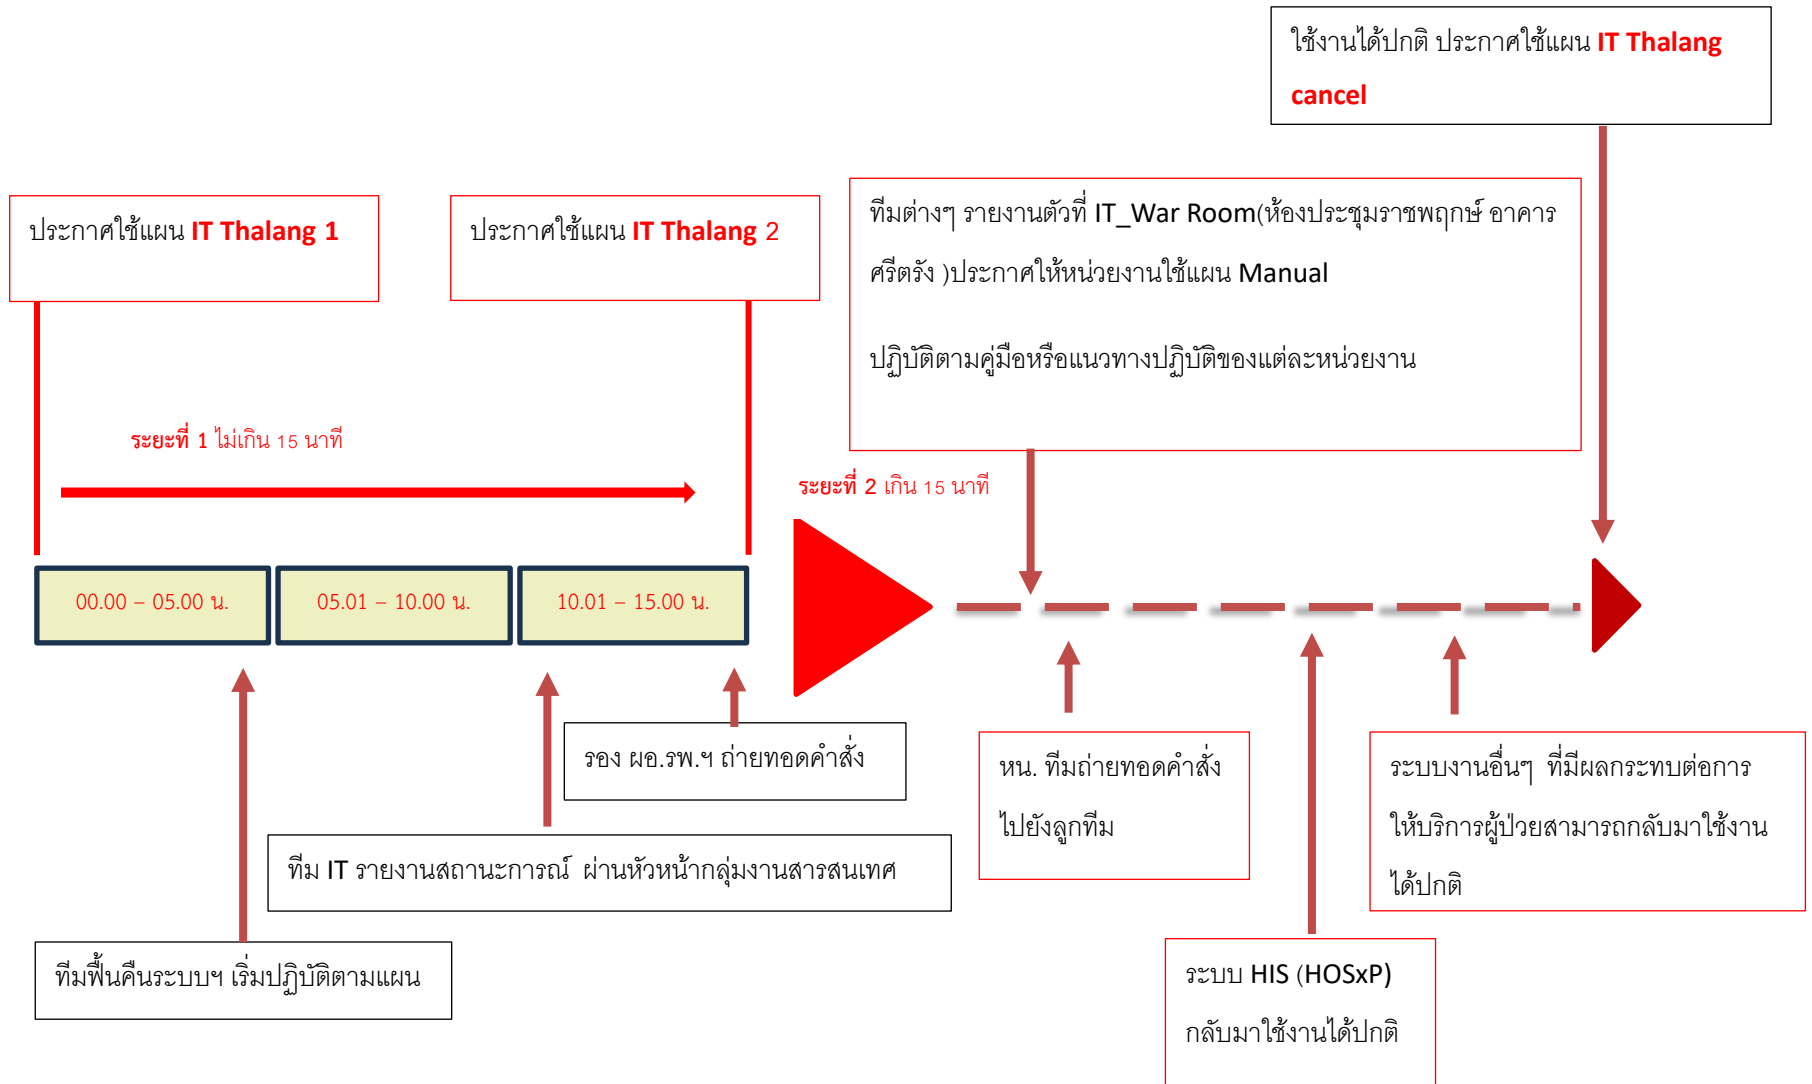 ใช้งานได้ปกติ ประกาศใช้แผน IT Thalang
cancel
ประกาศใช้แผน IT Thalang 1
ประกาศใช้แผน IT Thalang 2
ทีมต่างๆ รายงานตัวที่ IT_War Room(ห้องประชุมราชพฤกษ์ อาคาร
ศรีตรัง )ประกาศให้หน่วยงานใช้แผน Manual
ปฏิบัติตามคู่มือหรือแนวทางปฏิบัติของแต่ละหน่วยงาน
ระยะที่ 1 ไม่เกิน 15 นาที
ระยะที่ 2 เกิน 15 นาที
00.00 – 05.00 น.
05.01 – 10.00 น.
10.01 – 15.00 น.
รอง ผอ.รพ.ฯ ถ่ายทอดคำสั่ง
ทีม IT รายงานสถานะการณ์ ผ่านหัวหน้ากลุ่มงานสารสนเทศ
ทีมฟื้นคืนระบบฯ เริ่มปฏิบัติตามแผน
หน. ทีมถ่ายทอดคำสั่ง
ไปยังลูกทีม
ระบบงานอื่นๆ ที่มีผลกระทบต่อการ
ให้บริการผู้ป่วยสามารถกลับมาใช้งาน
ได้ปกติ
ระบบ HIS (HOSxP)
กลับมาใช้งานได้ปกติ